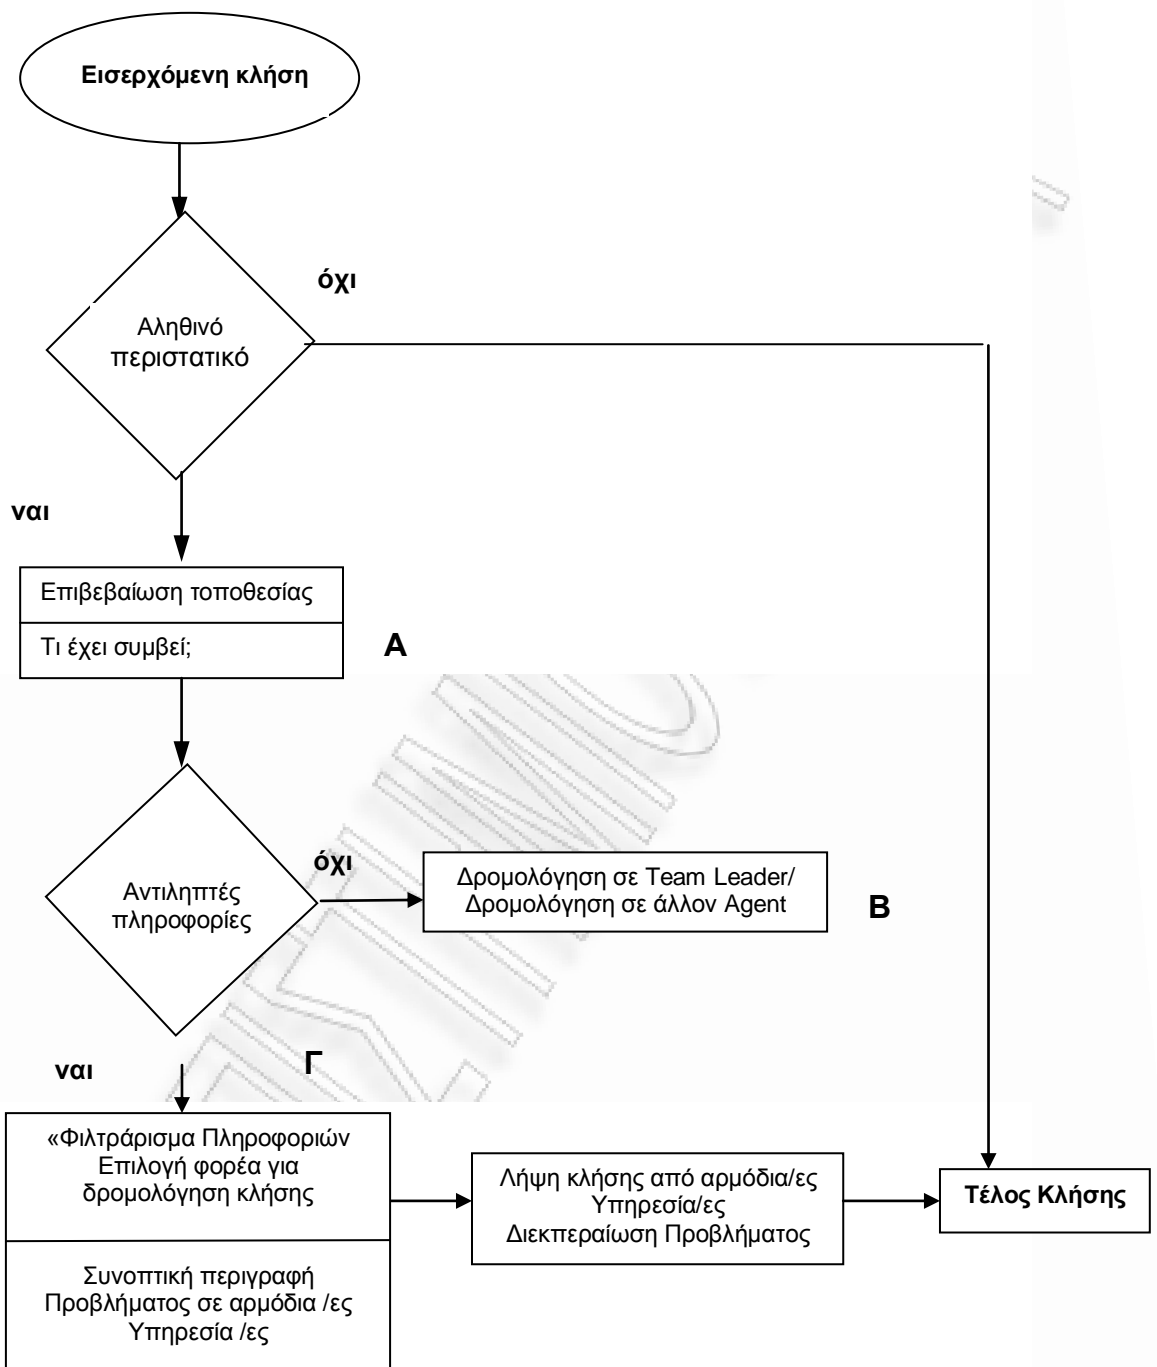 Εισερχόμενη κλήση
όχι
Αληθινό
περιστατικό
ναι
Επιβεβαίωση τοποθεσίας
Τι έχει συμβεί;
Α
όχι
Αντιληπτές
πληροφορίες
Δρομολόγηση σε Team Leader/
Δρομολόγηση σε άλλον Agent
Β
ναι
Γ
«Φιλτράρισμα Πληροφοριών
Επιλογή φορέα για
δρομολόγηση κλήσης
Συνοπτική περιγραφή
Προβλήματος σε αρμόδια /ες
Υπηρεσία /ες
Λήψη κλήσης από αρμόδια/ες
Υπηρεσία/ες
Διεκπεραίωση Προβλήματος
Τέλος Κλήσης